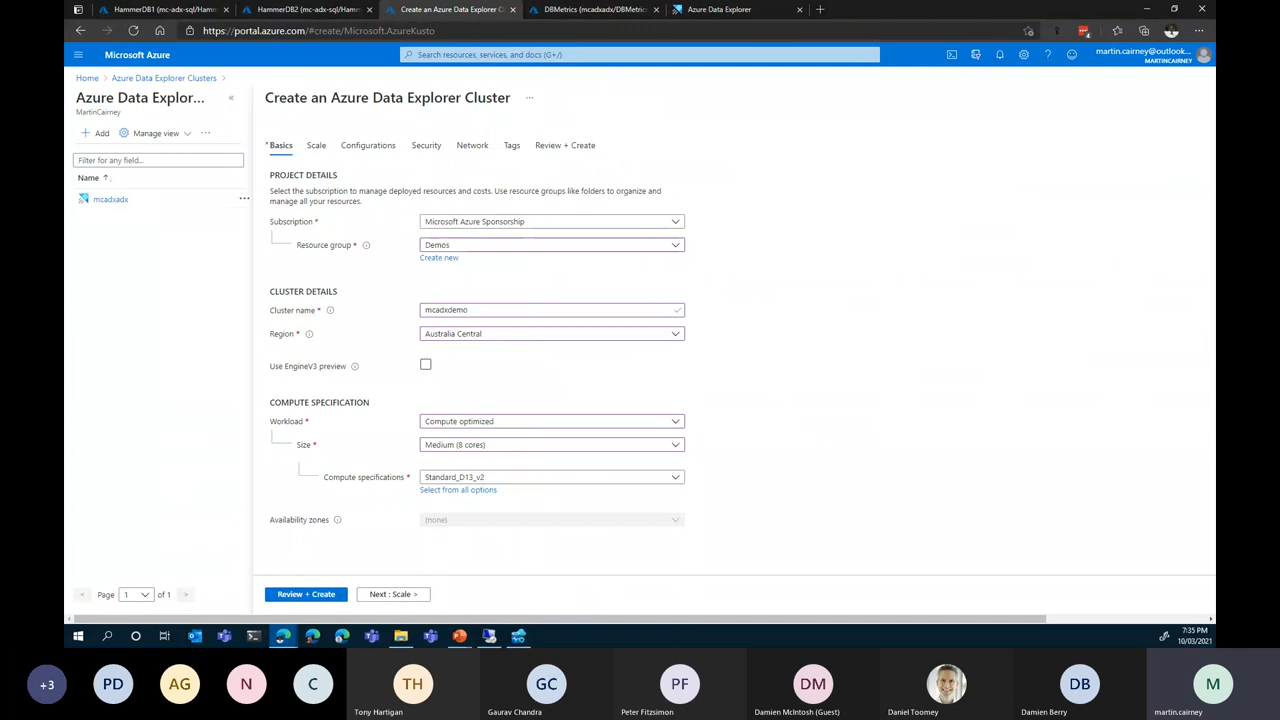 HammerDB1 (mc-adx-sql/Hamm
HammerDB2 (mc-adx-sql/Hamm
Create an Azure Data Explorer C
DBMetrics (mcadxadx/DBMetrics
Azure Data Explorer
https://portal.azure.com/#create/Microsoft.AzureKusto
Microsoft Azure
Search resources, services, and docs (G+/)
martin.cairney@outlook....
MARTINCAIRNEY
Home > Azure Data Explorer Clusters >
Azure Data Explor... «
MartinCairney
Add Manage view ...
Filter for any field...
Name ↑
mcadxadx ...
Page 1 of 1
Create an Azure Data Explorer Cluster ...
* Basics Scale Configurations Security Network Tags Review + Create
PROJECT DETAILS
Select the subscription to manage deployed resources and costs. Use resource groups like folders to organize and
manage all your resources.
Subscription * Microsoft Azure Sponsorship
Resource group * Demos
Create new
CLUSTER DETAILS
Cluster name * mcadxdemo
Region * Australia Central
Use EngineV3 preview
COMPUTE SPECIFICATION
Workload * Compute optimized
Size * Medium (8 cores)
Compute specifications * Standard_D13_v2
Select from all options
Availability zones (none)
Review + Create Next : Scale >
7:35 PM
10/03/2021
+3 PD AG N C TH GC PF DM DB M
Tony Hartigan Gaurav Chandra Peter Fitzsimon Damien McIntosh (Guest) Daniel Toomey Damien Berry martin.cairney